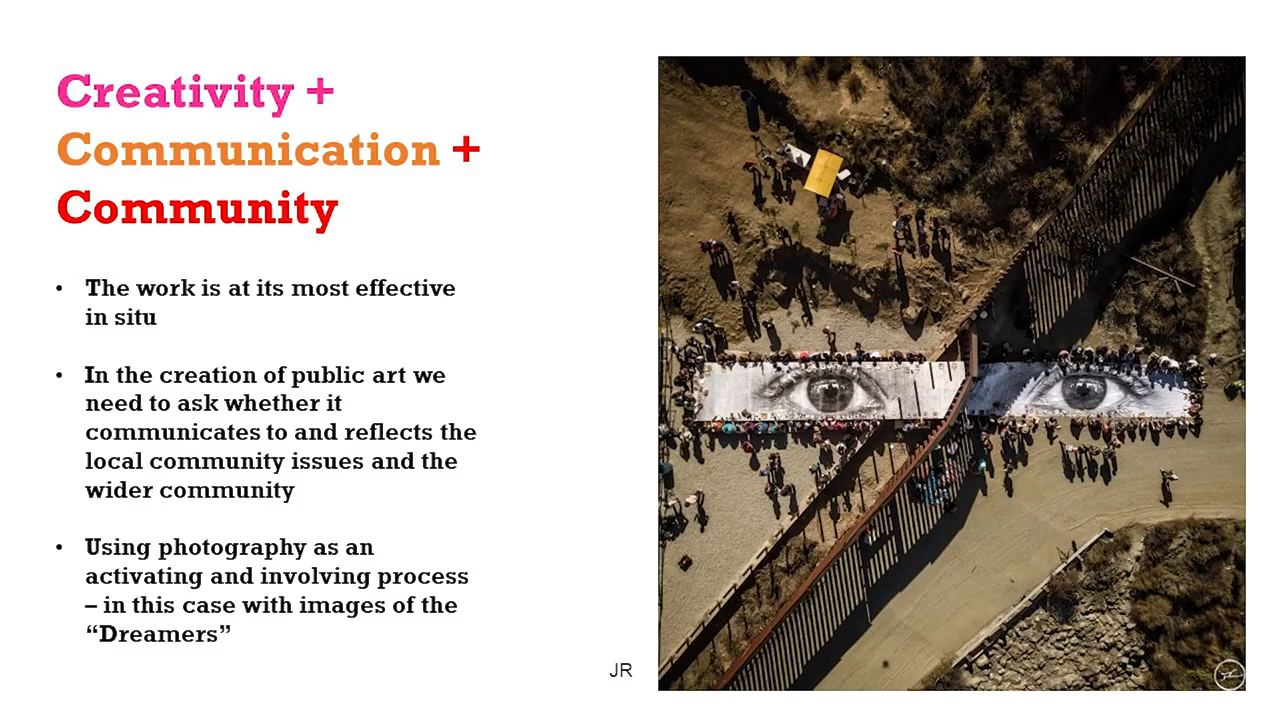 Creativity +
Communication +
Community
• The work is at its most effective
in situ
• In the creation of public art we
need to ask whether it
communicates to and reflects the
local community issues and the
wider community
• Using photography as an
activating and involving process
– in this case with images of the
“Dreamers”
JR